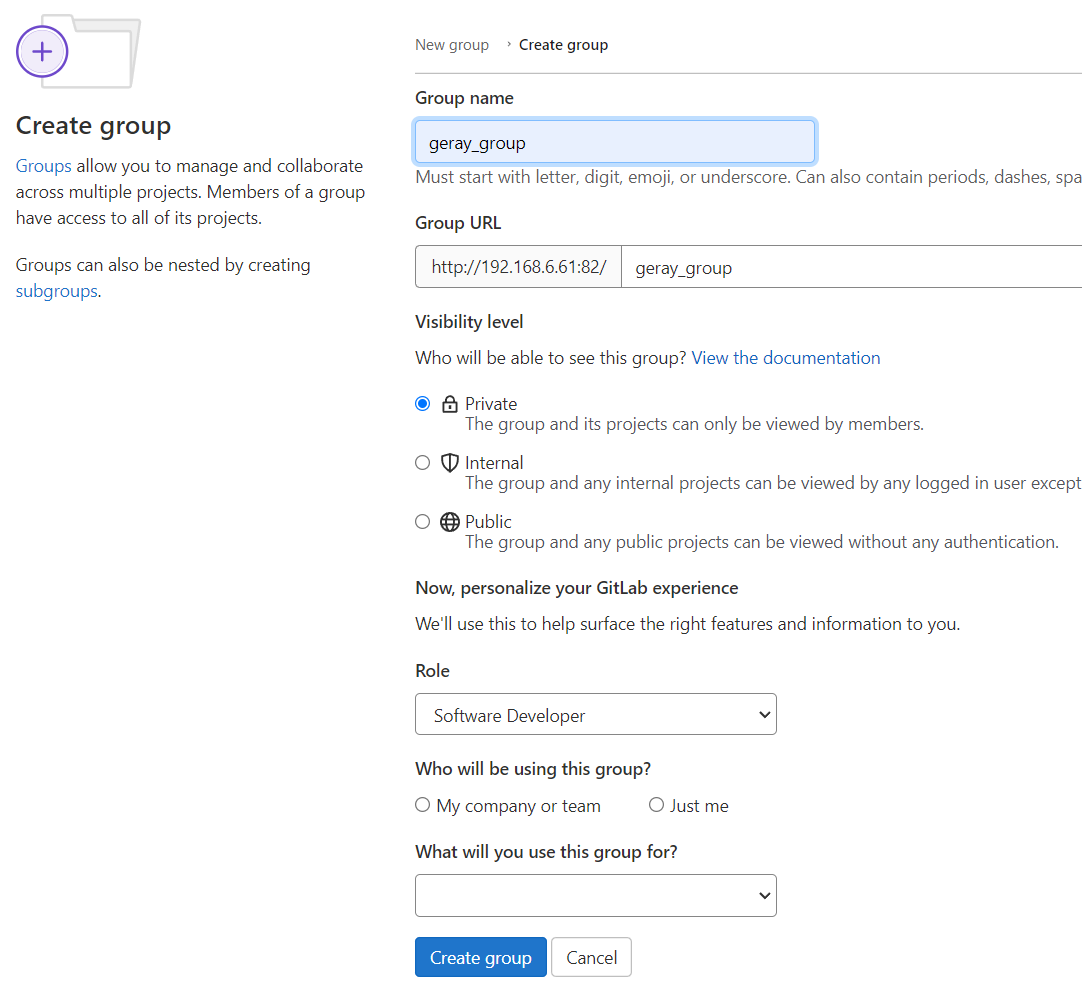 Create group
Groups allow you to manage and collaborate
across multiple projects. Members of a group
have access to all of its projects.
Groups can also be nested by creating
subgroups.
New group › Create group
Group name
geray_group
Must start with letter, digit, emoji, or underscore. Can also contain periods, dashes, spa
Group URL
http://192.168.6.61:82/ geray_group
Visibility level
Who will be able to see this group? View the documentation
Private
The group and its projects can only be viewed by members.
Internal
The group and any internal projects can be viewed by any logged in user except
Public
The group and any public projects can be viewed without any authentication.
Now, personalize your GitLab experience
We'll use this to help surface the right features and information to you.
Role
Software Developer
Who will be using this group?
My company or team Just me
What will you use this group for?
Create group Cancel